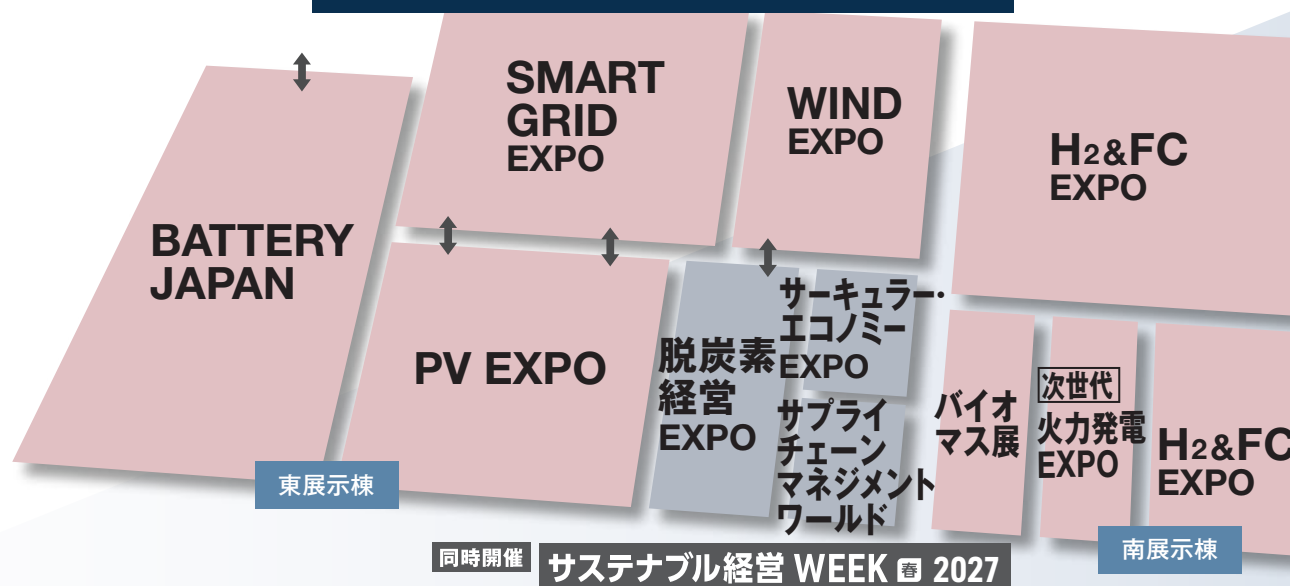 SMART
GRID
EXPO
WIND
EXPO
H2&FC
EXPO
BATTERY
JAPAN
PV EXPO
脱炭素
経営
EXPO
サーキュラー・
エコノミー
EXPO
サプライ
チェーン
マネジメント
ワールド
バイオ
マス展
次世代
火力発電
EXPO
H2&FC
EXPO
東展示棟
南展示棟
同時開催 サステナブル経営 WEEK 春 2027